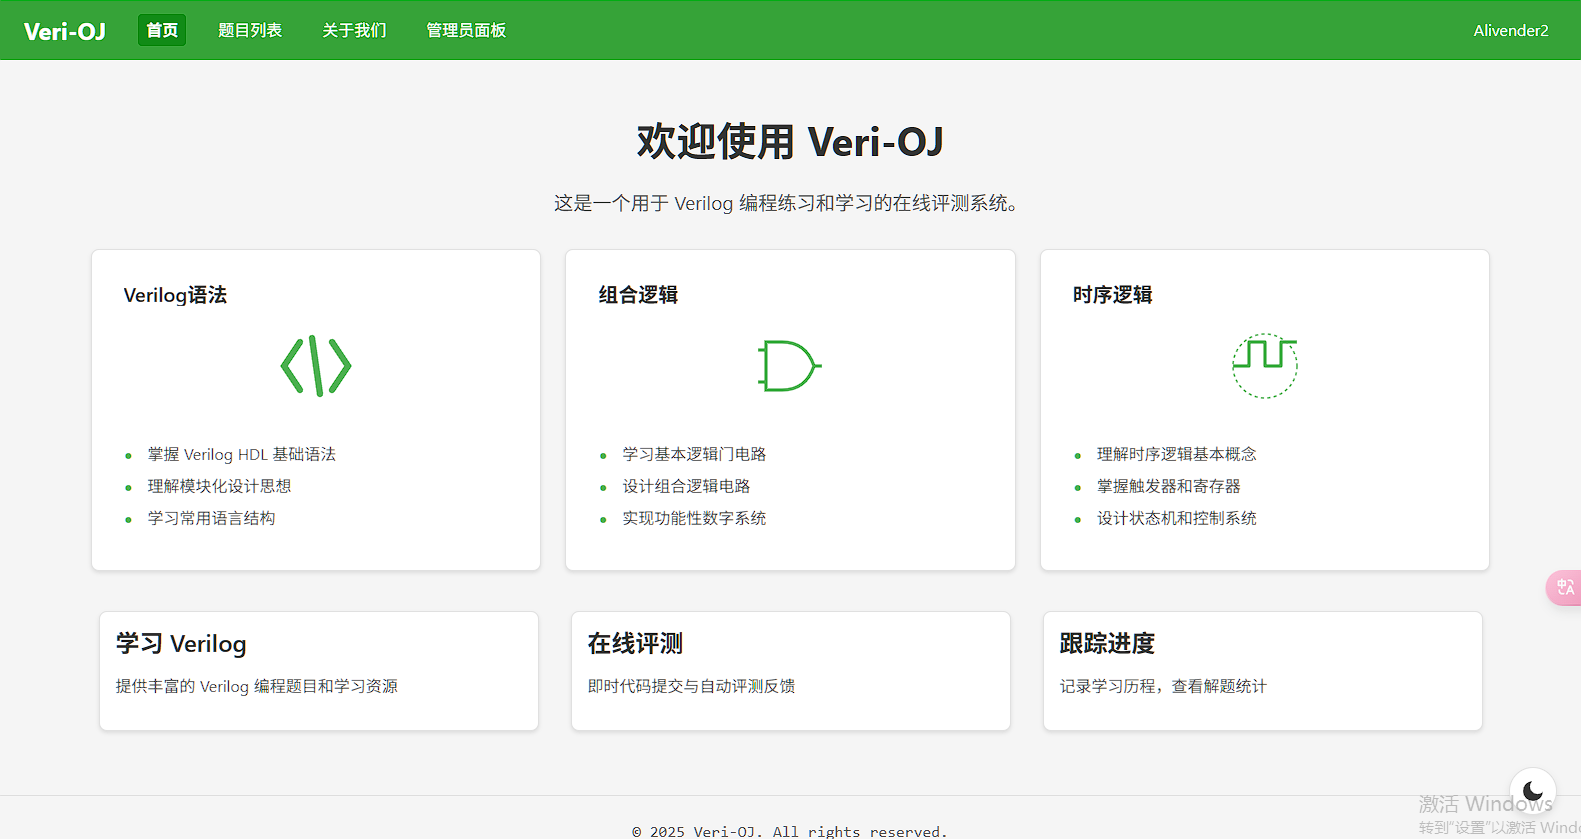 Veri-OJ 首页 题目列表 关于我们 管理员面板 Alivender2
欢迎使用 Veri-OJ
这是一个用于 Verilog 编程练习和学习的在线评测系统。
Verilog语法
掌握 Verilog HDL 基础语法
理解模块化设计思想
学习常用语言结构
组合逻辑
学习基本逻辑门电路
设计组合逻辑电路
实现功能性数字系统
时序逻辑
理解时序逻辑基本概念
掌握触发器和寄存器
设计状态机和控制系统
学习 Verilog
提供丰富的 Verilog 编程题目和学习资源
在线评测
即时代码提交与自动评测反馈
跟踪进度
记录学习历程，查看解题统计
中A
激活 Windows
转到"设置"以激活 Windo
© 2025 Veri-OJ. All rights reserved.